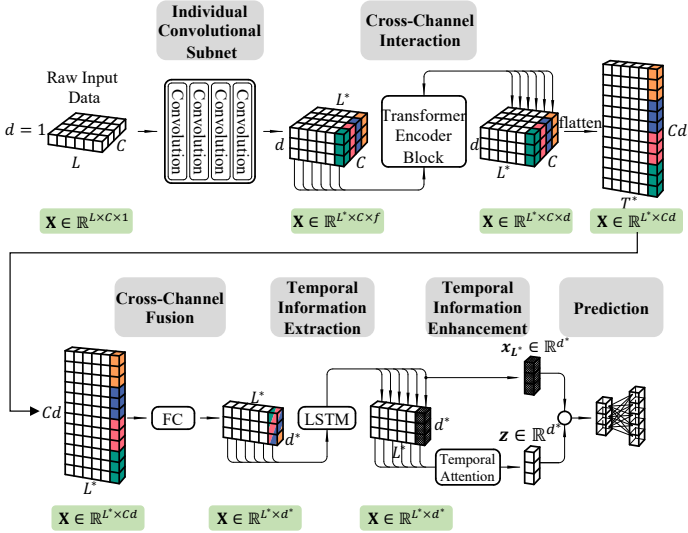 Individual
Convolutional
Subnet
Cross-Channel
Interaction
Raw Input
Data
d = 1
L
C
Convolution
Convolution
Convolution
Convolution
L*
d
C
Transformer
Encoder
Block
d
L*
C
flatten
Cd
T*
X ∈ ℝ^{L×C×1}
X ∈ ℝ^{L*×C×f}
X ∈ ℝ^{L*×C×d}
X ∈ ℝ^{L*×Cd}
Cross-Channel
Fusion
Temporal
Information
Extraction
Temporal
Information
Enhancement
Prediction
Cd
L*
FC
L*
d*
LSTM
L*
d*
x_{L*} ∈ ℝ^{d*}
z ∈ ℝ^{d*}
Temporal
Attention
X ∈ ℝ^{L*×Cd}
X ∈ ℝ^{L*×d*}
X ∈ ℝ^{L*×d*}